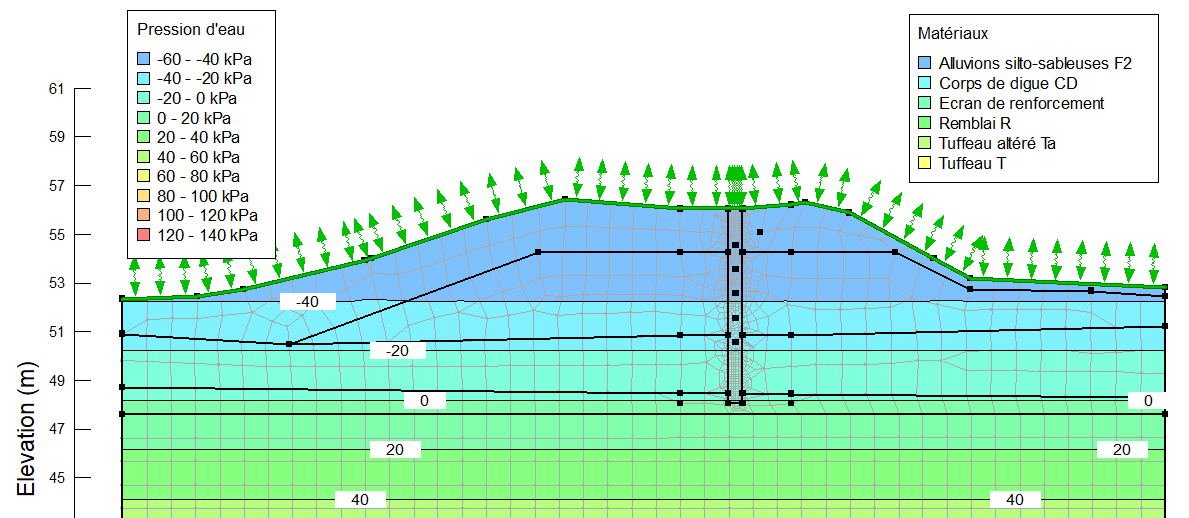 Pression d'eau
-60 - -40 kPa
-40 - -20 kPa
-20 - 0 kPa
0 - 20 kPa
20 - 40 kPa
40 - 60 kPa
60 - 80 kPa
80 - 100 kPa
100 - 120 kPa
120 - 140 kPa
Matériaux
Alluvions silto-sableuses F2
Corps de digue CD
Ecran de renforcement
Remblai R
Tuffeau altéré Ta
Tuffeau T
Elevation (m)
61
59
57
55
53
51
49
47
45
-40
-20
0
0
20
20
40
40